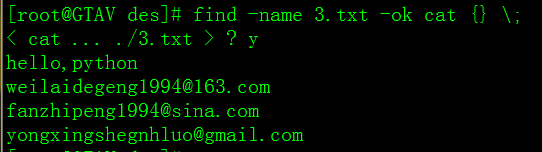 [root@GTAV des]# find -name 3.txt -ok cat {} \;
< cat ... ./3.txt > ? y
hello,python
weilaidegeng1994@163.com
fanzhipeng1994@sina.com
yongxingshegnhluo@gmail.com